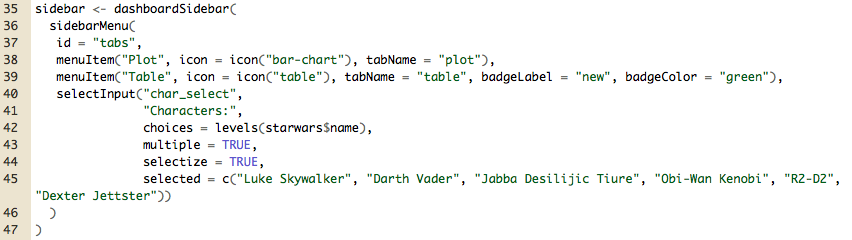 35 sidebar <- dashboardSidebar(
36   sidebarMenu(
37    id = "tabs",
38    menuItem("Plot", icon = icon("bar-chart"), tabName = "plot"),
39    menuItem("Table", icon = icon("table"), tabName = "table", badgeLabel = "new", badgeColor = "green"),
40    selectInput("char_select",
41                "Characters:",
42                choices = levels(starwars$name),
43                multiple = TRUE,
44                selectize = TRUE,
45                selected = c("Luke Skywalker", "Darth Vader", "Jabba Desilijic Tiure", "Obi-Wan Kenobi", "R2-D2",
"Dexter Jettster"))
46   )
47 )